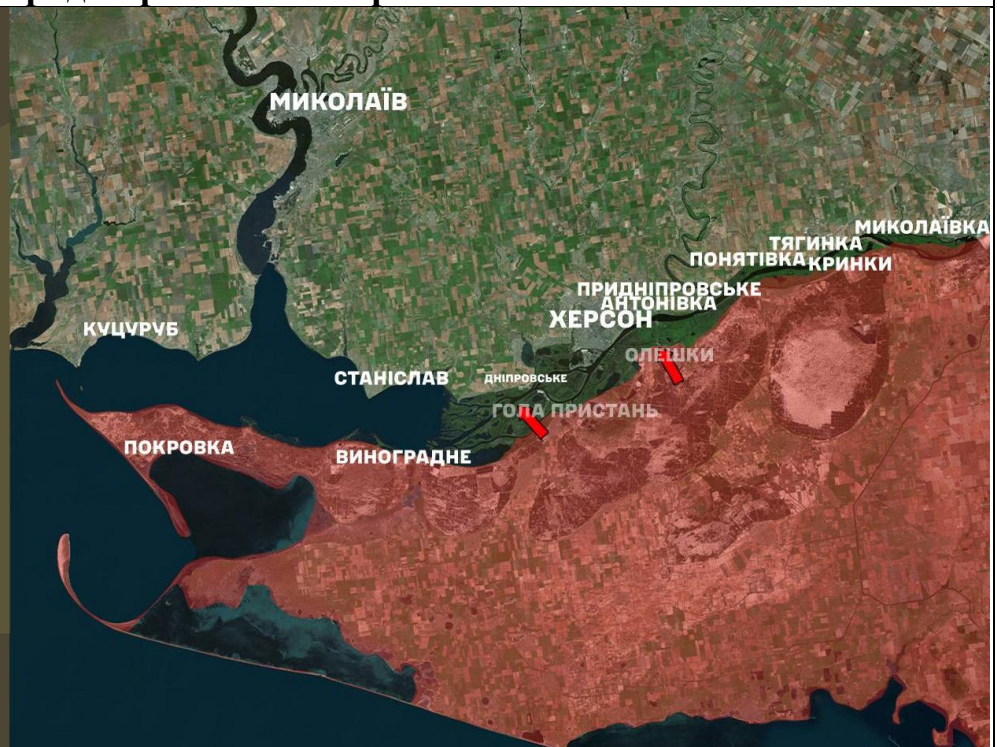 МИКОЛАЇВ
МИКОЛАЇВКА
ТЯГИНКА
ПОНЯТІВКА
КРИНКИ
ПРИДНІПРОВСЬКЕ
АНТОНІВКА
ХЕРСОН
КУЦУРУБ
ОЛЕШКИ
СТАНІСЛАВ
ДНІПРОВСЬКЕ
ГОЛА ПРИСТАНЬ
ПОКРОВКА
ВИНОГРАДНЕ